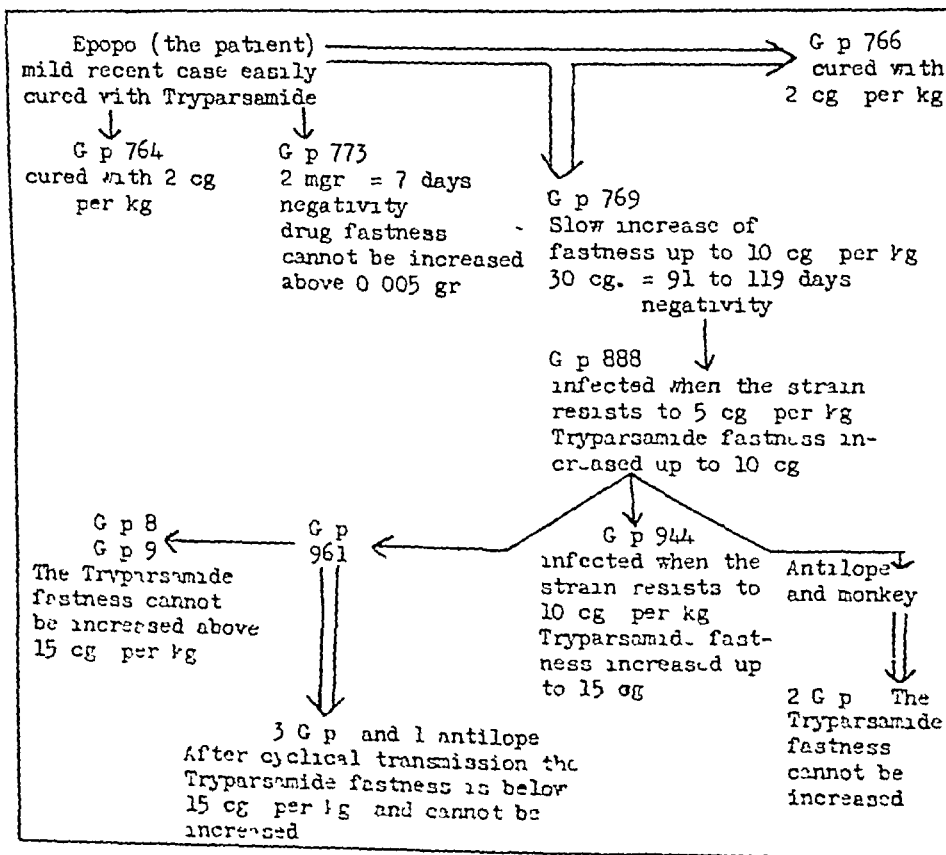 Epopo (the patient)
mild recent case easily
cured with Tryparsamide
G p 766
cured with
2 cg per kg
G p 764
cured with 2 cg
per kg
G p 773
2 mgr = 7 days
negativity
drug fastness
cannot be increased
above 0 005 gr
G p 769
Slow increase of
fastness up to 10 cg per kg
30 cg. = 91 to 119 days
negativity
G p 888
infected when the strain
resists to 5 cg per kg
Tryparsamide fastness in-
creased up to 10 cg
G p 8
G p 9
The Tryparsamide
fastness cannot
be increased above
15 cg per kg
G p
961
G p 944
infected when the
strain resists to
10 cg per kg
Tryparsamide fast-
ness increased up
to 15 cg
Antilope
and monkey
2 G p The
Tryparsamide
fastness
cannot be
increased
3 G p and 1 antilope
After cyclical transmission the
Tryparsamide fastness is below
15 cg per kg and cannot be
increased